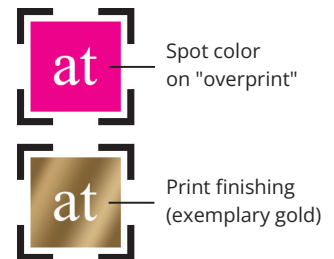 at
Spot color
on "overprint"
at
Print finishing
(exemplary gold)